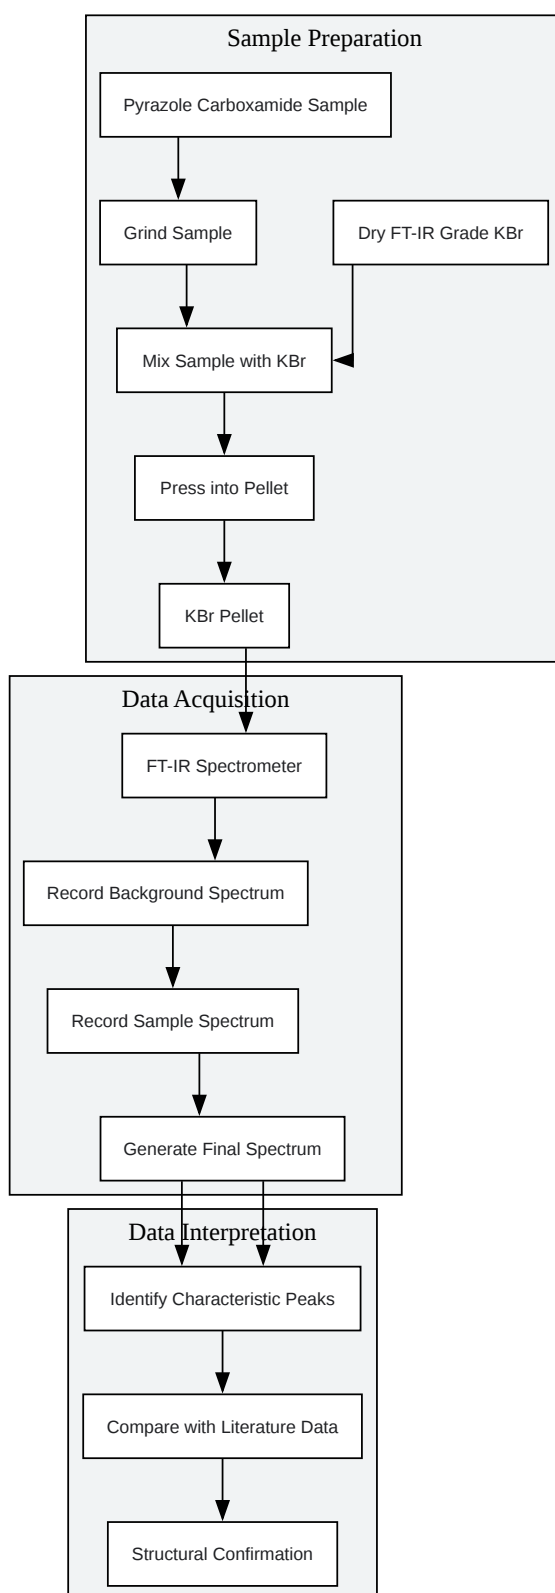 Sample Preparation
Pyrazole Carboxamide Sample
Grind Sample
Dry FT-IR Grade KBr
Mix Sample with KBr
Press into Pellet
KBr Pellet
Data Acquisition
FT-IR Spectrometer
Record Background Spectrum
Record Sample Spectrum
Generate Final Spectrum
Data Interpretation
Identify Characteristic Peaks
Compare with Literature Data
Structural Confirmation